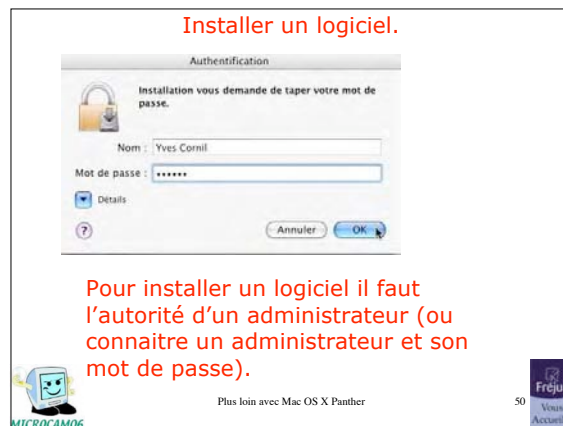 Installer un logiciel.
Authentification
Installation vous demande de taper votre mot de
passe.
Nom : Yves Cornil
Mot de passe : ••••••
Détails
?
Annuler
OK
Pour installer un logiciel il faut
l'autorité d'un administrateur (ou
connaitre un administrateur et son
mot de passe).
MICROCAM06
Plus loin avec Mac OS X Panther
50
Fréju
Vous
Accueil